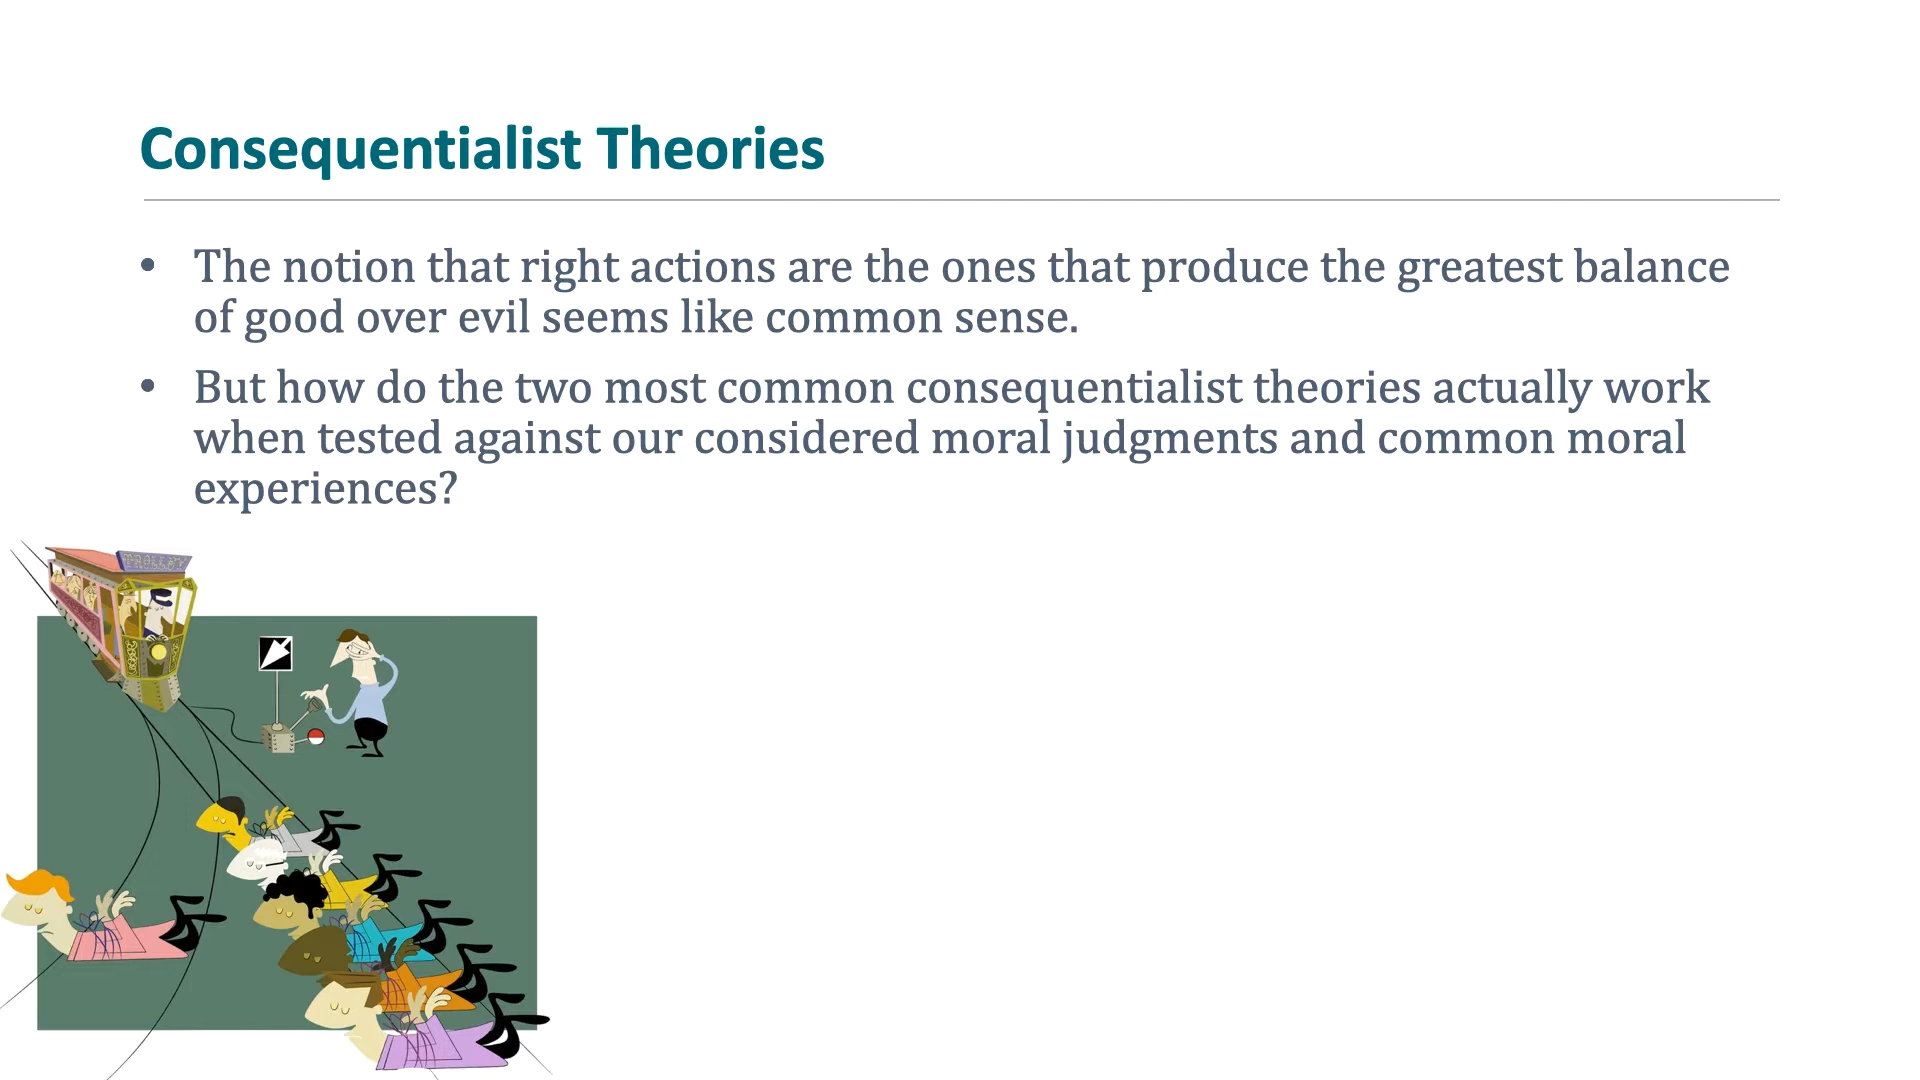 Consequentialist Theories
• The notion that right actions are the ones that produce the greatest balance
of good over evil seems like common sense.
• But how do the two most common consequentialist theories actually work
when tested against our considered moral judgments and common moral
experiences?
TROLLEY